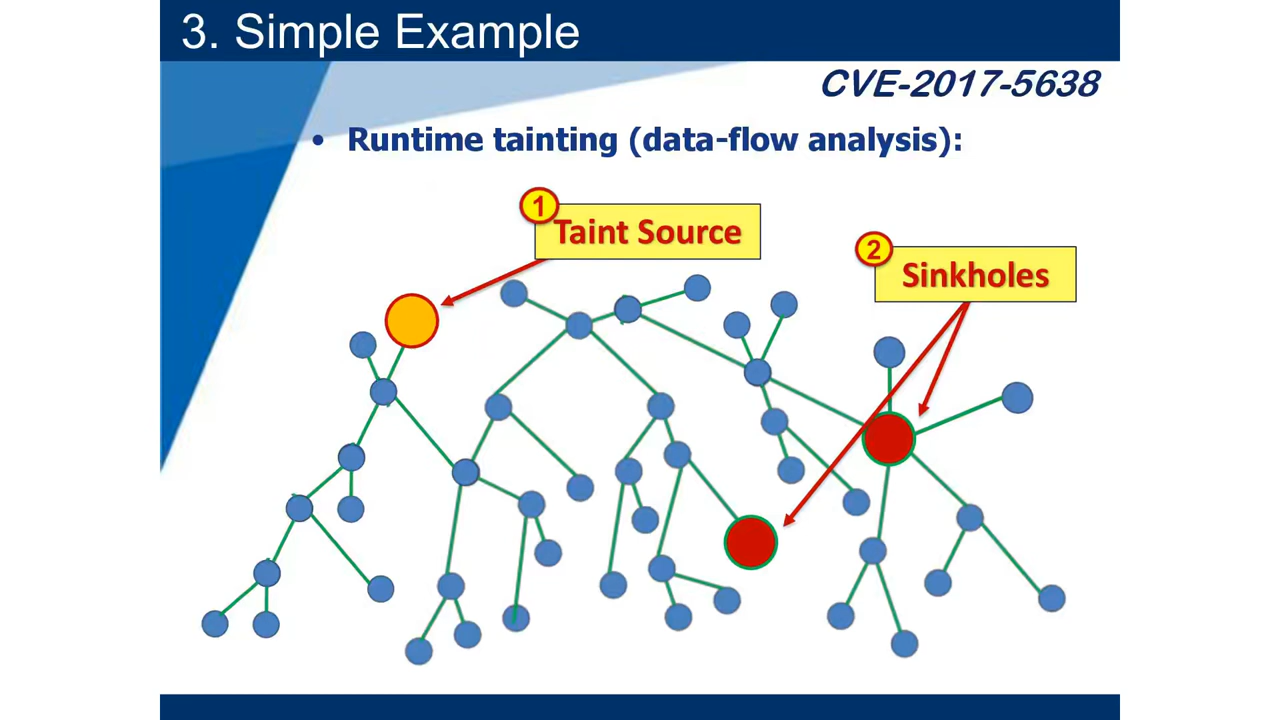 3. Simple Example
CVE-2017-5638
• Runtime tainting (data-flow analysis):
1
Taint Source
2
Sinkholes